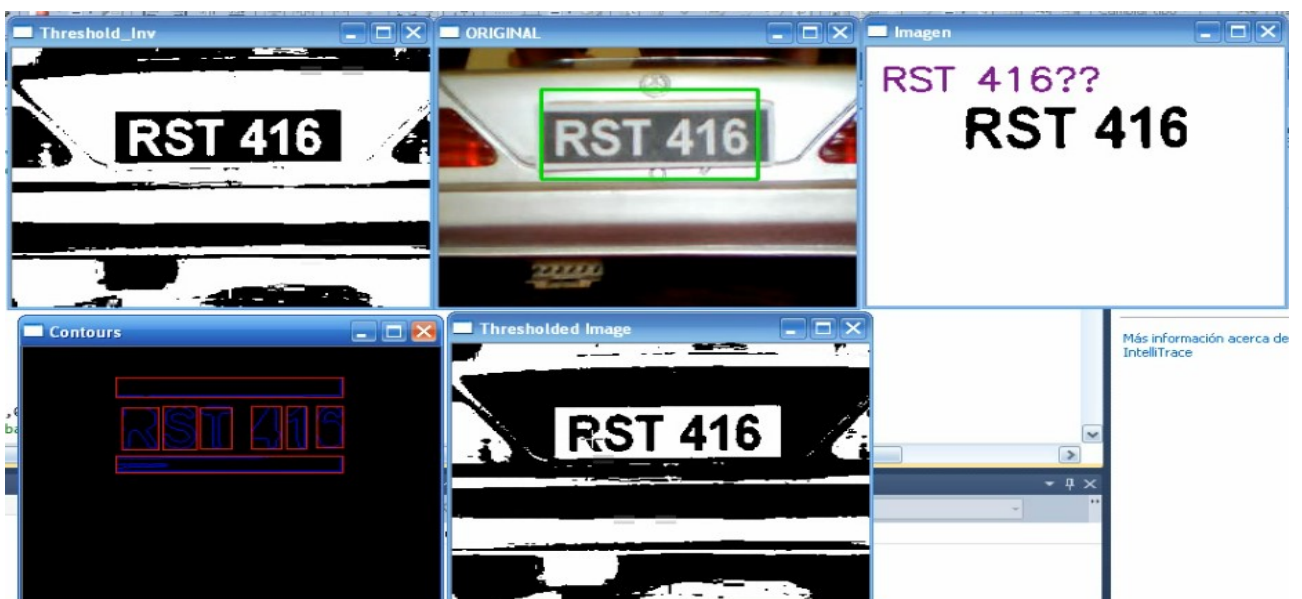 Threshold_Inv
RST 416
ORIGINAL
RST 416
Imagen
RST 416??
RST 416
Contours
RST 416
Thresholded Image
RST 416
Más información acerca de
IntelliTrace